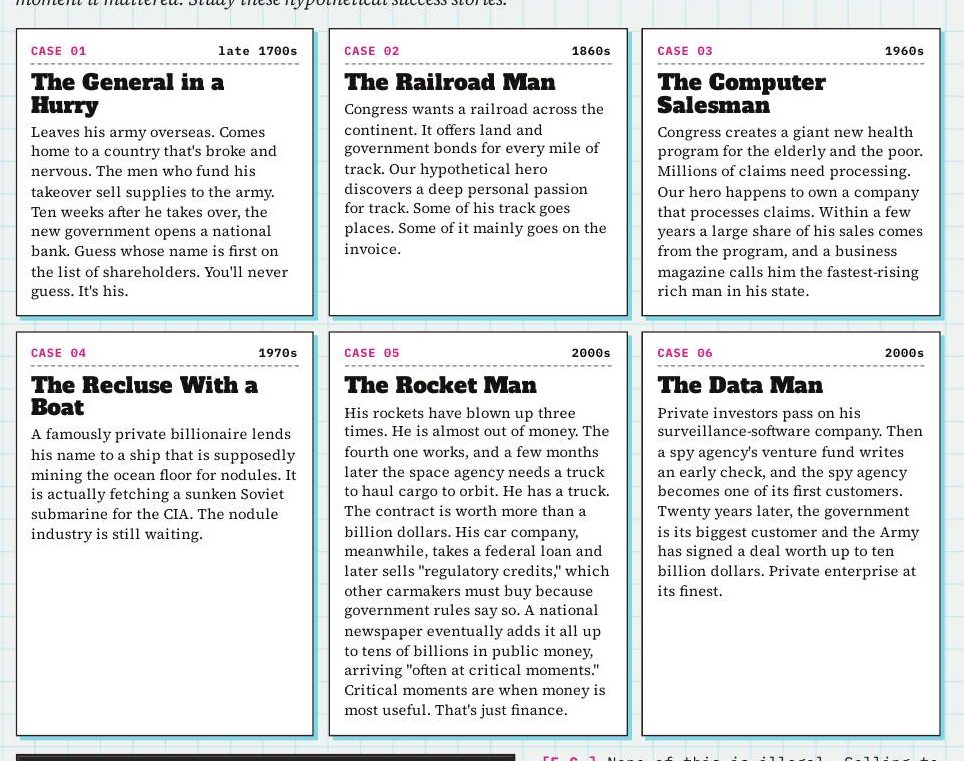 moment it mattered. Study these hypothetical success stories.
CASE 01
late 1700s
The General in a
Hurry
Leaves his army overseas. Comes
home to a country that's broke and
nervous. The men who fund his
takeover sell supplies to the army.
Ten weeks after he takes over, the
new government opens a national
bank. Guess whose name is first on
the list of shareholders. You'll never
guess. It's his.
CASE 02
1860s
The Railroad Man
Congress wants a railroad across the
continent. It offers land and
government bonds for every mile of
track. Our hypothetical hero
discovers a deep personal passion
for track. Some of his track goes
places. Some of it mainly goes on the
invoice.
CASE 03
1960s
The Computer
Salesman
Congress creates a giant new health
program for the elderly and the poor.
Millions of claims need processing.
Our hero happens to own a company
that processes claims. Within a few
years a large share of his sales comes
from the program, and a business
magazine calls him the fastest-rising
rich man in his state.
CASE 04
1970s
The Recluse With a
Boat
A famously private billionaire lends
his name to a ship that is supposedly
mining the ocean floor for nodules. It
is actually fetching a sunken Soviet
submarine for the CIA. The nodule
industry is still waiting.
CASE 05
2000s
The Rocket Man
His rockets have blown up three
times. He is almost out of money. The
fourth one works, and a few months
later the space agency needs a truck
to haul cargo to orbit. He has a truck.
The contract is worth more than a
billion dollars. His car company,
meanwhile, takes a federal loan and
later sells "regulatory credits," which
other carmakers must buy because
government rules say so. A national
newspaper eventually adds it all up
to tens of billions in public money,
arriving "often at critical moments."
Critical moments are when money is
most useful. That's just finance.
CASE 06
2000s
The Data Man
Private investors pass on his
surveillance-software company. Then
a spy agency's venture fund writes
an early check, and the spy agency
becomes one of its first customers.
Twenty years later, the government
is its biggest customer and the Army
has signed a deal worth up to ten
billion dollars. Private enterprise at
its finest.
None of this is illegal. Selling to